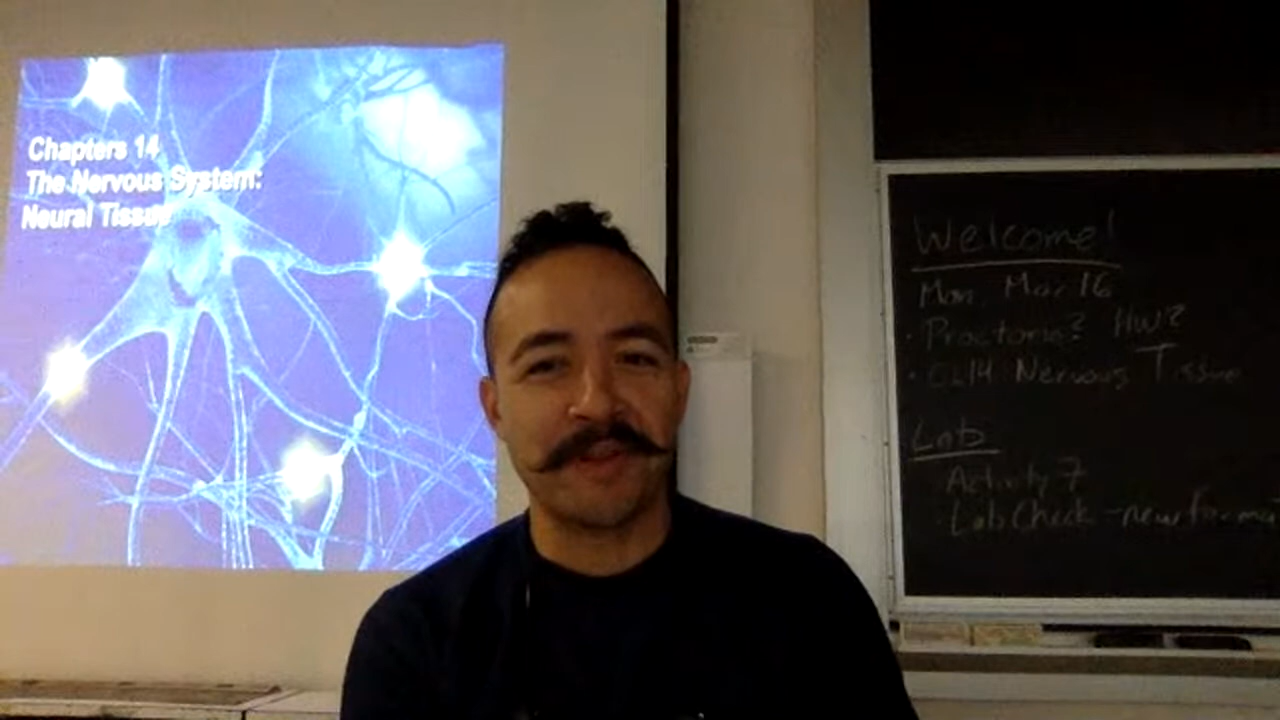 Chapters 14
The Nervous System:
Neural Tissue
Welcome!
Mon, Mar 16
· Proctorio? HW?
· Ch14 Nervous Tissue
Lab
Activity 7
· Lab Check - new forma